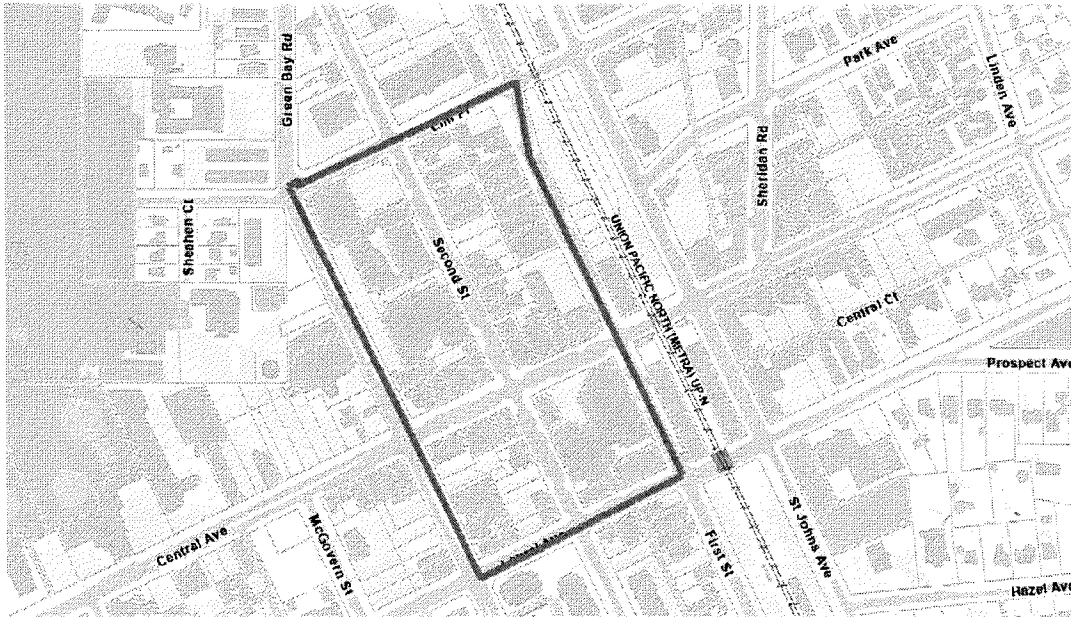 Green Bay Rd
Park Ave
Linden Ave
Sheridan Rd
Sheahen Ct
Second St
UNION PACIFIC NORTH (METRA) UP-N
Central Ct
Prospect Ave
Central Ave
McGovern St
First St
St Johns Ave
Hazel Ave